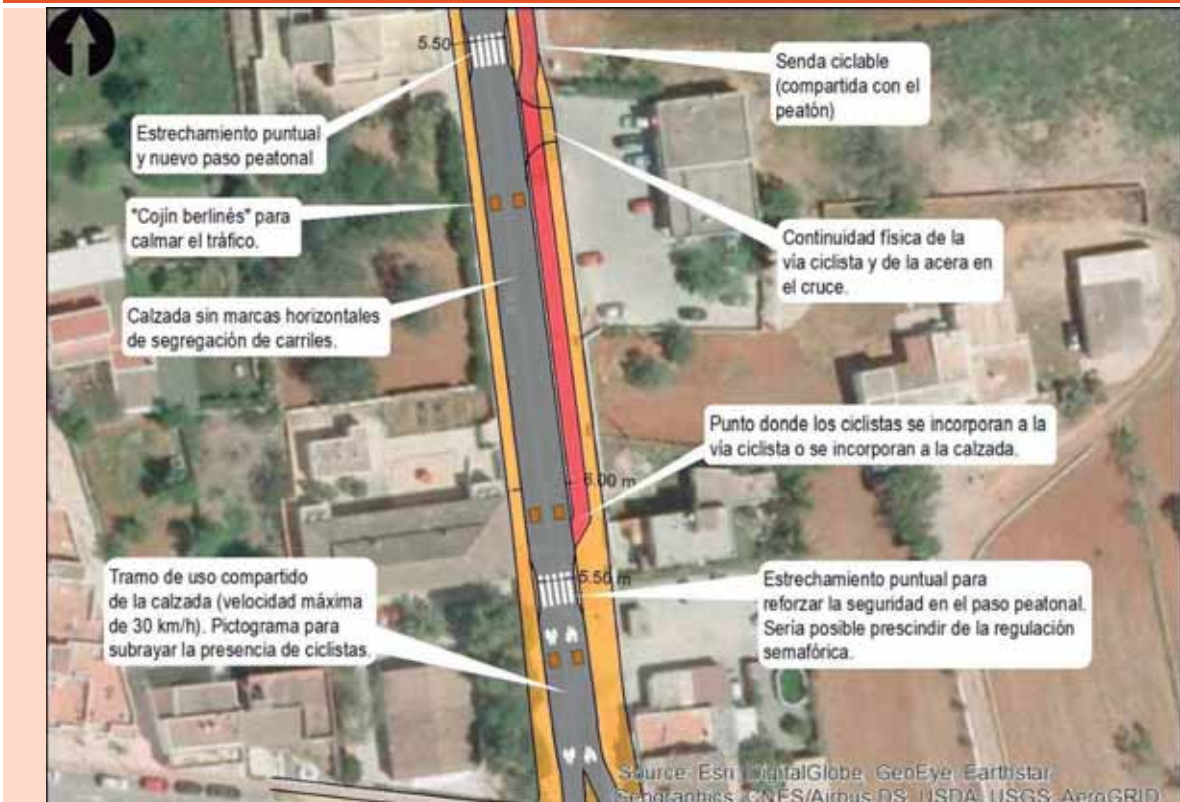 5.50
Senda ciclable
(compartida con el
peatón)
Estrechamiento puntual
y nuevo paso peatonal
"Cojín berlinés" para
calmar el tráfico.
Continuidad física de la
vía ciclista y de la acera en
el cruce.
Calzada sin marcas horizontales
de segregación de carriles.
Punto donde los ciclistas se incorporan a la
vía ciclista o se incorporan a la calzada.
6.00 m
5.50 m
Tramo de uso compartido
de la calzada (velocidad máxima
de 30 km/h). Pictograma para
subrayar la presencia de ciclistas.
Estrechamiento puntual para
reforzar la seguridad en el paso peatonal.
Sería posible prescindir de la regulación
semafórica.
Source: Esri, DigitalGlobe, GeoEye, Earthstar
Geographics, CNES/Airbus DS, USDA, USGS, AeroGRID,